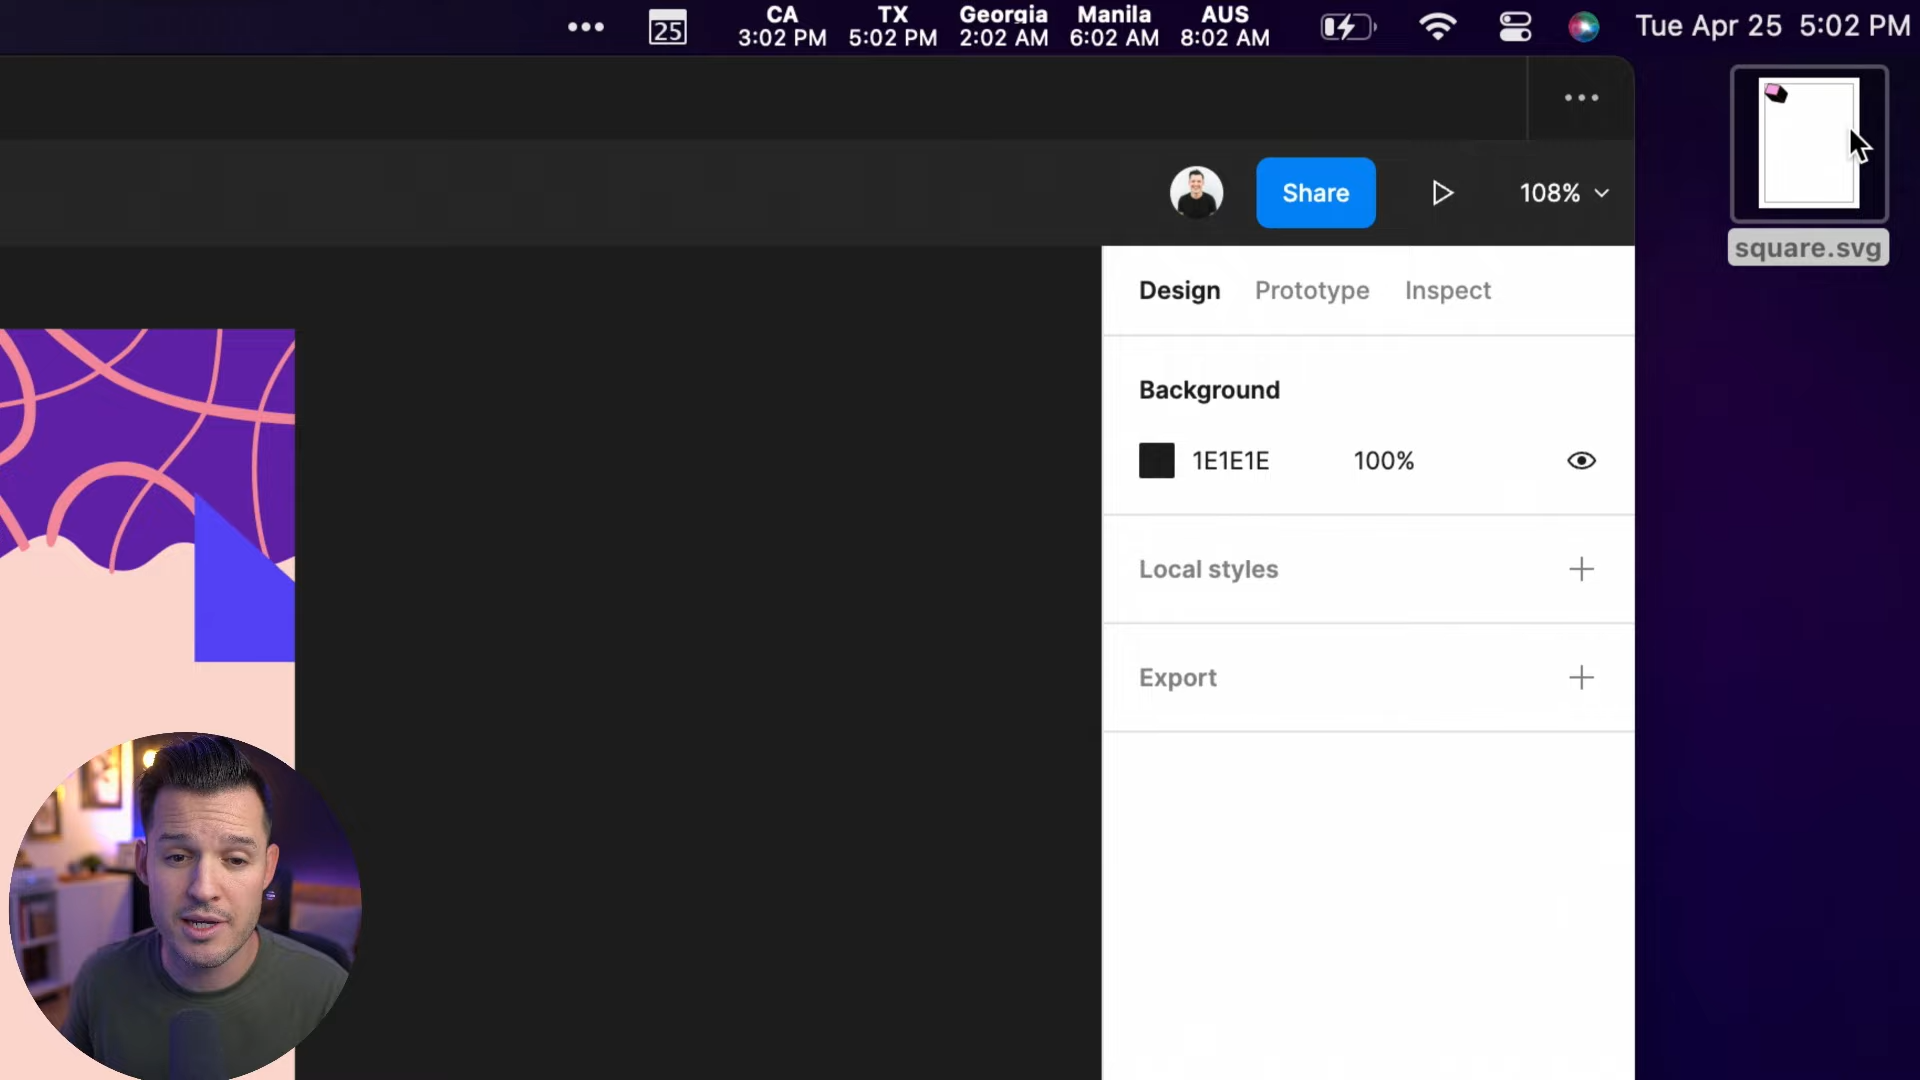 25
CA TX Georgia Manila AUS
3:02 PM 5:02 PM 2:02 AM 6:02 AM 8:02 AM
Tue Apr 25 5:02 PM
Share
108%
square.svg
Design Prototype Inspect
Background
1E1E1E 100%
Local styles
Export